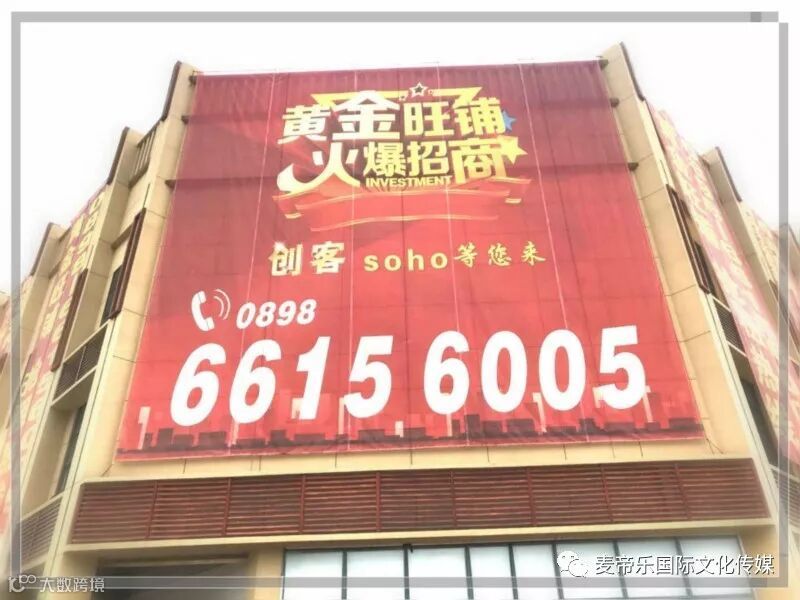 黄金旺铺
火爆招商
INVESTMENT
创客 soho等您来
0898
6615 6005
麦帝乐国际文化传媒
大数跨境